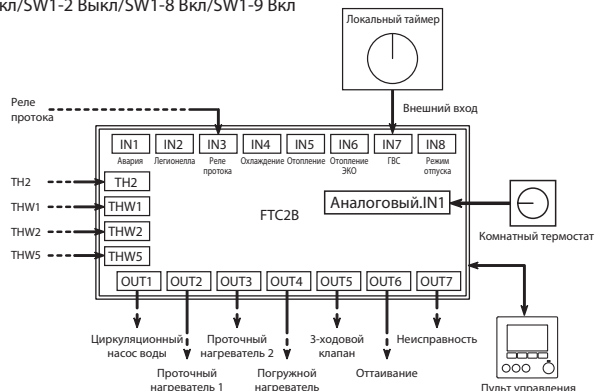 кл/SW1-2 Выкл/SW1-8 Вкл/SW1-9 Вкл
Локальный таймер
Реле
протока
Внешний вход
IN1 IN2 IN3 IN4 IN5 IN6 IN7 IN8
Авария Легионелла Реле протока Охлаждение Отопление Отопление ЭКО ГВС Режим отпуска
TH2 TH2
THW1 THW1
THW2 THW2
THW5 THW5
FTC2B
Аналоговый.IN1
Комнатный термостат
OUT1 OUT2 OUT3 OUT4 OUT5 OUT6 OUT7
Циркуляционный
насос воды
Проточный
нагреватель 2
3-ходовой
клапан
Неисправность
Проточный
нагреватель 1
Погружной
нагреватель
Оттаивание
Пульт управления